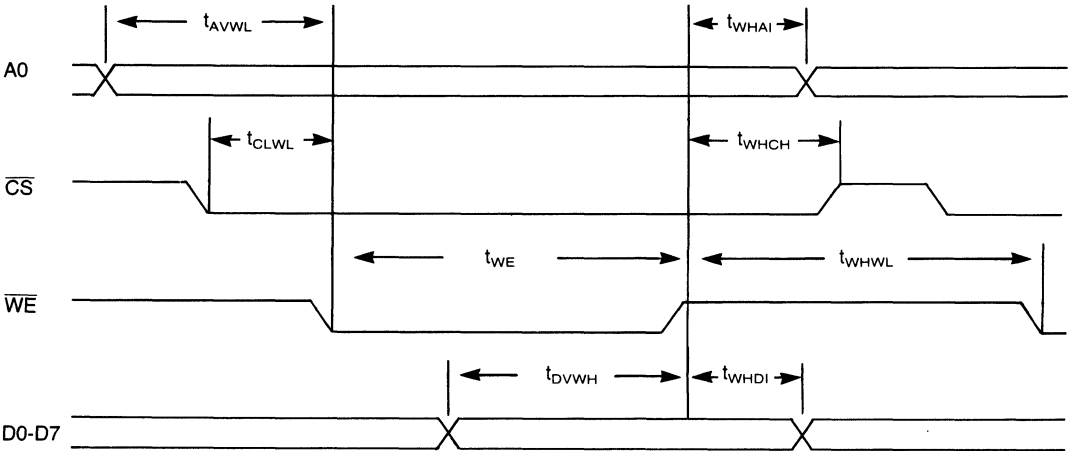 tAVWL tWHAI
A0
tCLWL tWHCH
CS
tWE tWHWL
WE
tDVWH tWHDI
D0-D7